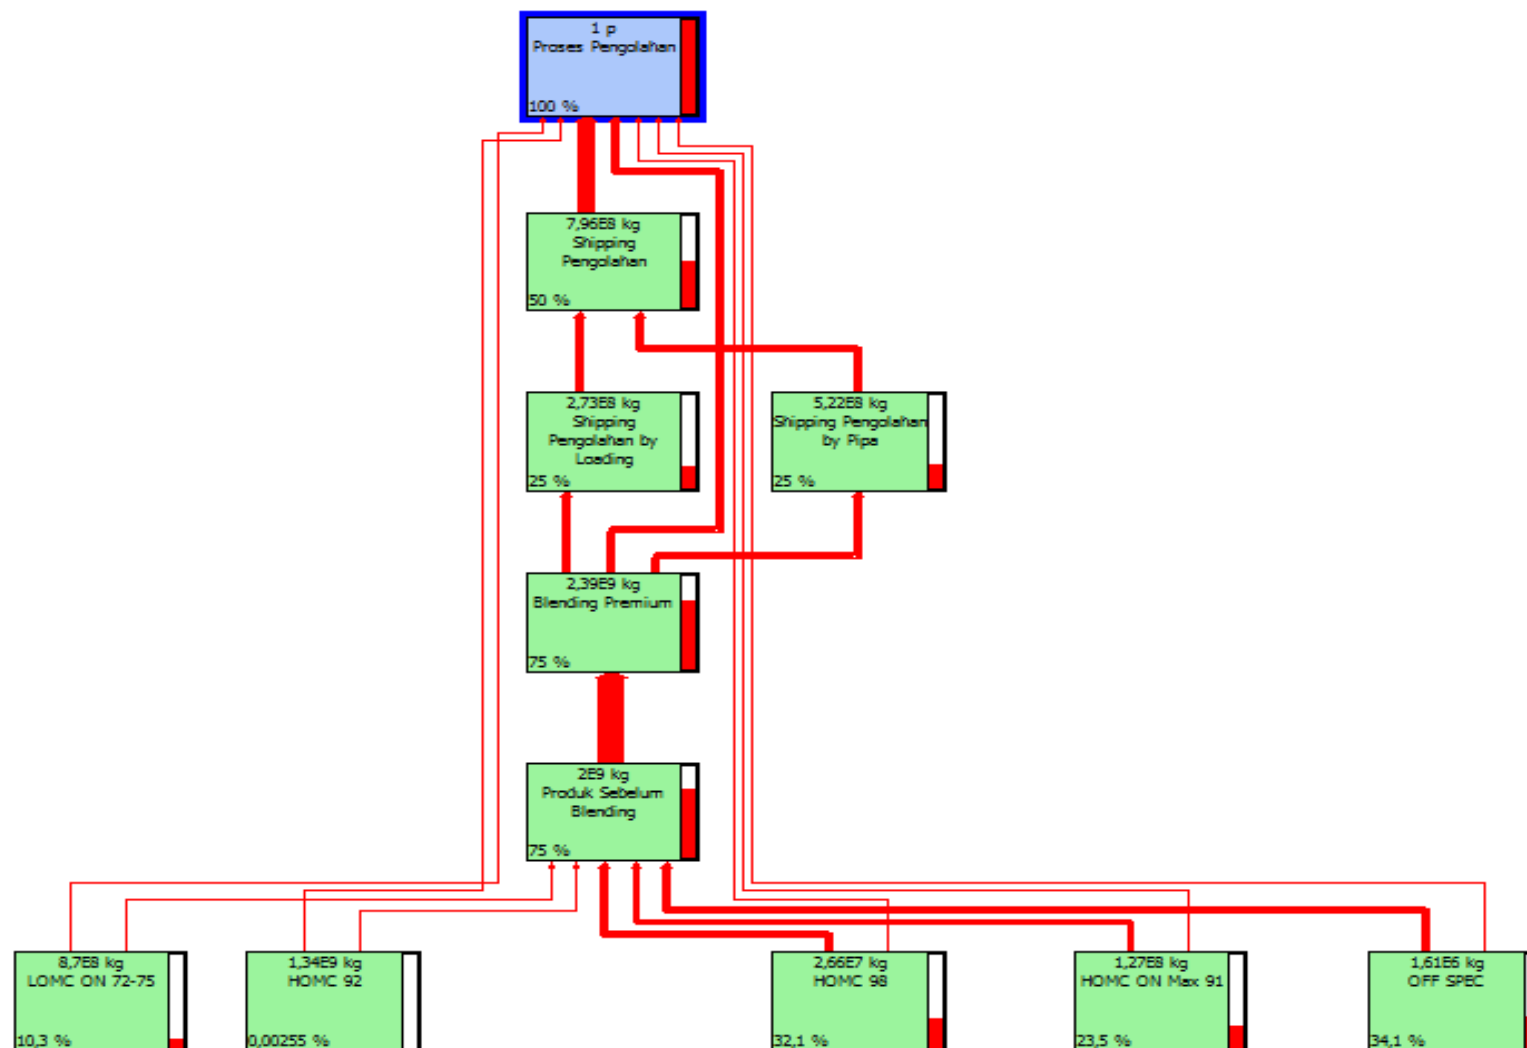 1 p
Proses Pengolahan
100 %
7,96E8 kg
Shipping
Pengolahan
50 %
2,73E8 kg
Shipping
Pengolahan by
Loading
25 %
5,22E8 kg
Shipping Pengolahan
by Pipa
25 %
2,39E9 kg
Blending Premium
75 %
2E9 kg
Produk Sebelum
Blending
75 %
8,7E8 kg
LOMC ON 72-75
10,3 %
1,34E9 kg
HOMC 92
0,00255 %
2,66E7 kg
HOMC 98
32,1 %
1,27E8 kg
HOMC ON Max 91
23,5 %
1,61E6 kg
OFF SPEC
34,1 %